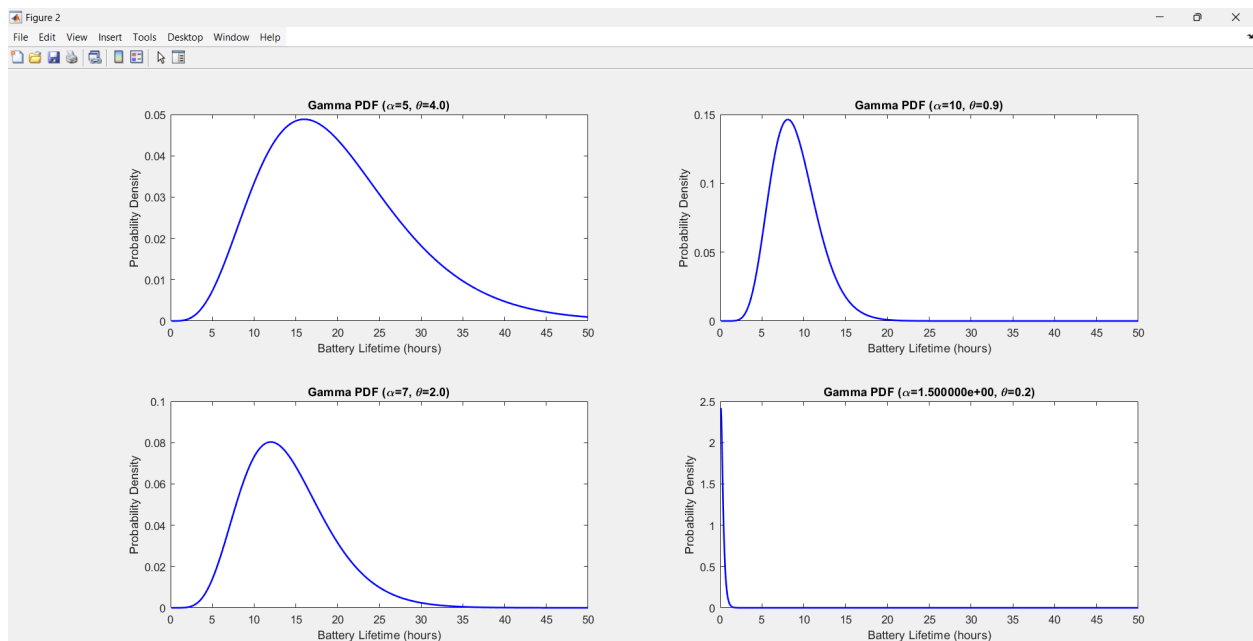 Figure 2
File Edit View Insert Tools Desktop Window Help
Gamma PDF (α=5, θ=4.0)
0.05
0.04
0.03
0.02
0.01
0
Probability Density
0 5 10 15 20 25 30 35 40 45 50
Battery Lifetime (hours)
Gamma PDF (α=10, θ=0.9)
0.15
0.1
0.05
0
Probability Density
0 5 10 15 20 25 30 35 40 45 50
Battery Lifetime (hours)
Gamma PDF (α=7, θ=2.0)
0.1
0.08
0.06
0.04
0.02
0
Probability Density
0 5 10 15 20 25 30 35 40 45 50
Battery Lifetime (hours)
Gamma PDF (α=1.500000e+00, θ=0.2)
2.5
2
1.5
1
0.5
0
Probability Density
0 5 10 15 20 25 30 35 40 45 50
Battery Lifetime (hours)